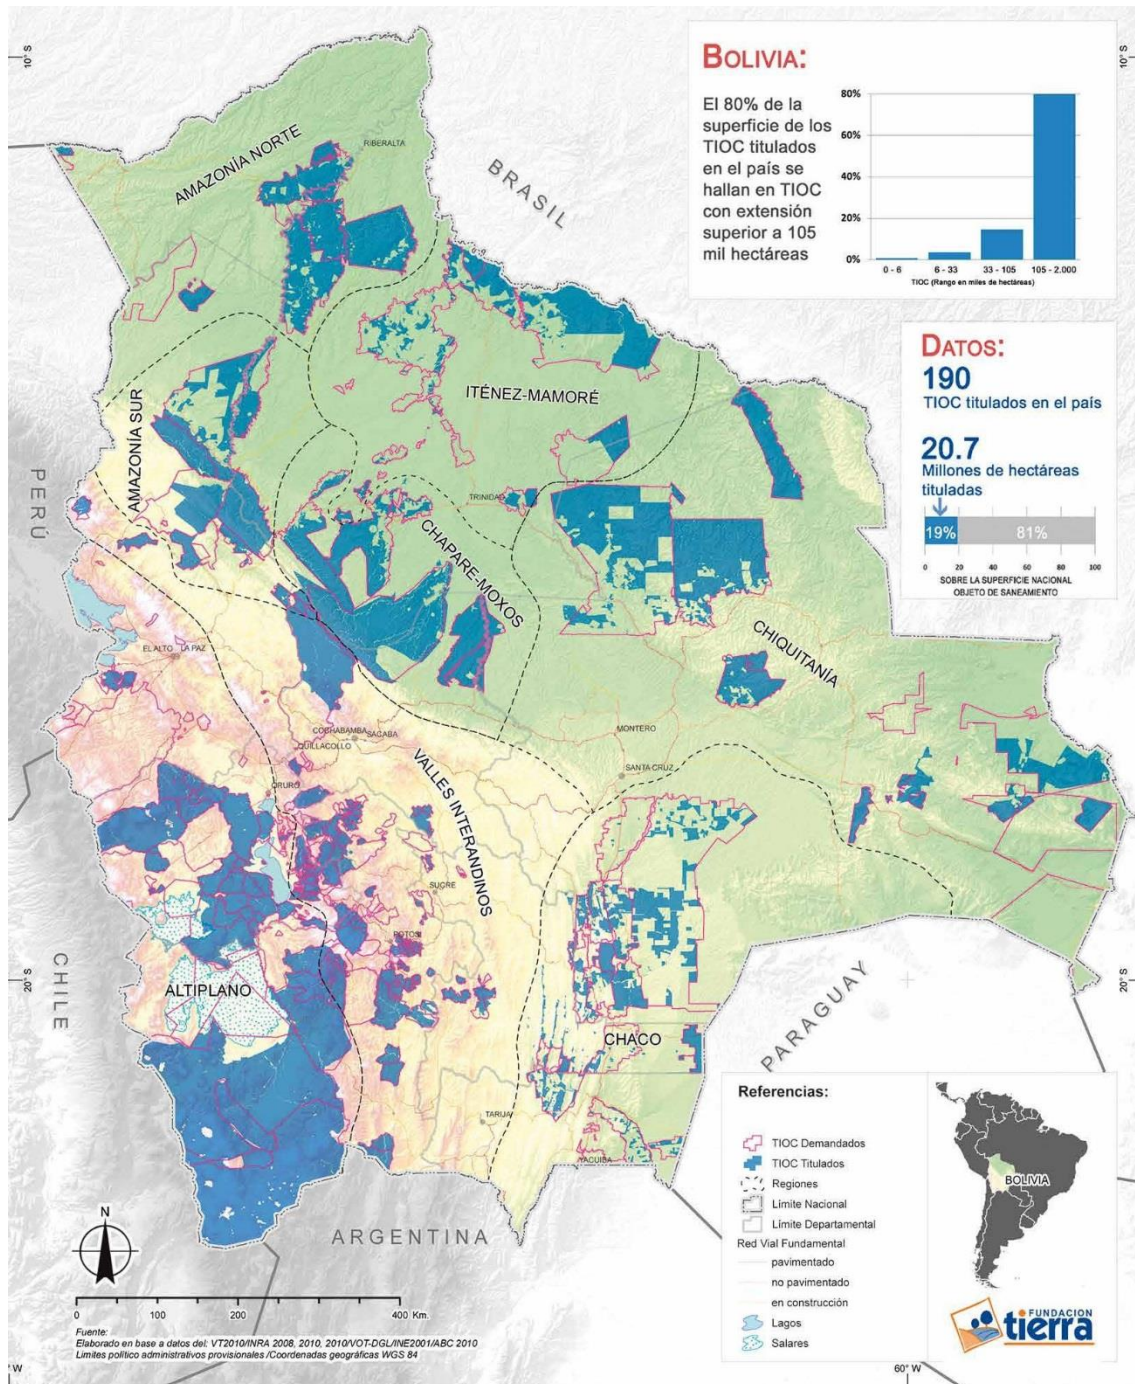 10° S
10° S
BOLIVIA:
El 80% de la
superficie de los
TIOC titulados
en el país se
hallan en TIOC
con extensión
superior a 105
mil hectáreas
80%
60%
40%
20%
0%
0 - 6
6 - 33
33 - 105
105 - 2.000
TIOC (Rango en miles de hectáreas)
DATOS:
190
TIOC titulados en el país
20.7
Millones de hectáreas
tituladas
19%
81%
0
20
40
60
80
100
SOBRE LA SUPERFICIE NACIONAL
OBJETO DE SANEAMIENTO
AMAZONÍA NORTE
RIBERALTA
BRASIL
ITÉNEZ-MAMORÉ
AMAZONÍA SUR
PERÚ
TRINIDAD
CHAPARE-MOXOS
CHIQUITANÍA
EL ALTO
LA PAZ
COCHABAMBA
SACABA
QUILLACOLLO
MONTERO
SANTA CRUZ
VALLES INTERANDINOS
ORURO
SUCRE
POTOSÍ
CHILE
20° S
20° S
ALTIPLANO
CHACO
PARAGUAY
TARIJA
YACUIBA
ARGENTINA
N
0
100
200
400 Km.
Fuente:
Elaborado en base a datos del: VT2010/INRA 2008, 2010, 2010/VOT-DGL/INE2001/ABC 2010
Limites político administrativos provisionales /Coordenadas geográficas WGS 84
Referencias:
TIOC Demandados
TIOC Titulados
Regiones
Limite Nacional
Limite Departamental
Red Vial Fundamental
pavimentado
no pavimentado
en construcción
Lagos
Salares
BOLIVIA
FUNDACION
tierra
W
60° W